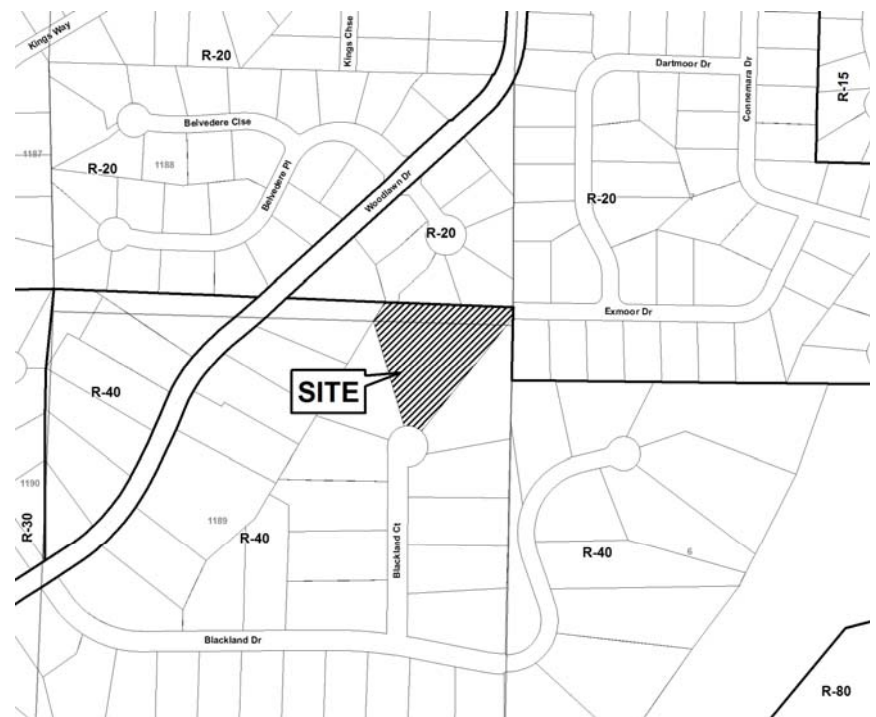 Kings Way
R-20
Kings Chse
Dartmoor Dr
Connemara Dr
R-15
Belvedere Clse
1187
R-20
1188
Belvedere Pl
Woodlawn Dr
R-20
R-20
Exmoor Dr
SITE
R-40
1190
R-30
1189
R-40
Blackland Ct
R-40
6
Blackland Dr
R-80